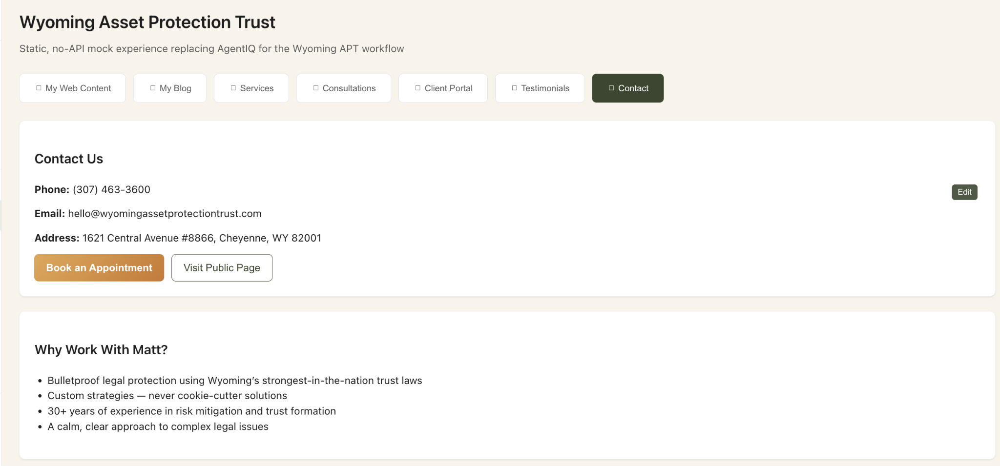 Wyoming Asset Protection Trust
Static, no-API mock experience replacing AgentIQ for the Wyoming APT workflow
My Web Content
My Blog
Services
Consultations
Client Portal
Testimonials
Contact
Contact Us
Phone: (307) 463-3600
Edit
Email: hello@wyomingassetprotectiontrust.com
Address: 1621 Central Avenue #8866, Cheyenne, WY 82001
Book an Appointment
Visit Public Page
Why Work With Matt?
• Bulletproof legal protection using Wyoming’s strongest-in-the-nation trust laws
• Custom strategies — never cookie-cutter solutions
• 30+ years of experience in risk mitigation and trust formation
• A calm, clear approach to complex legal issues